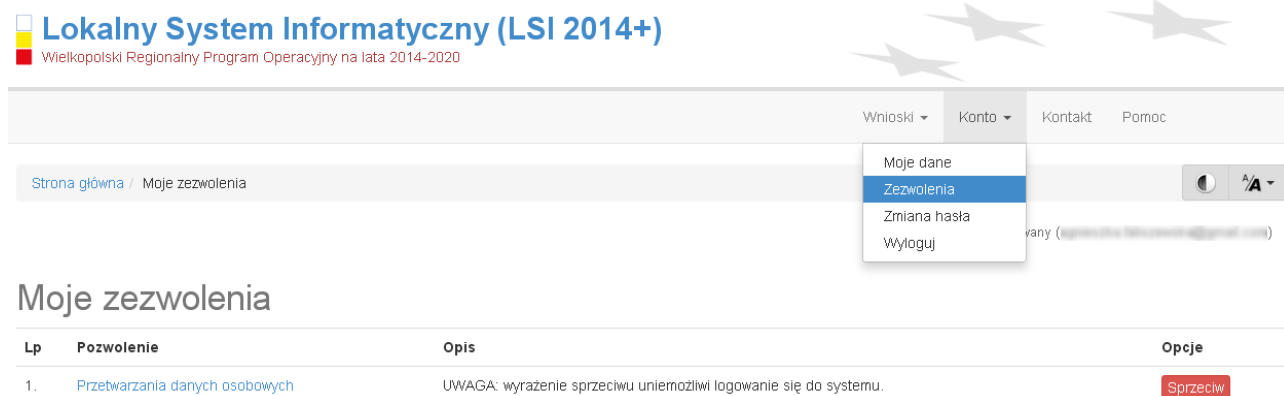 Lokalny System Informatyczny (LSI 2014+)
Wielkopolski Regionalny Program Operacyjny na lata 2014-2020
Wnioski Konto Kontakt Pomoc
Moje dane
Strona główna / Moje zezwolenia
Zezwolenia
A/A
Zmiana hasła
Wyloguj
Moje zezwolenia
Lp Pozwolenie Opis Opcje
1. Przetwarzania danych osobowych UWAGA: wyrażenie sprzeciwu uniemożliwi logowanie się do systemu. Sprzeciw